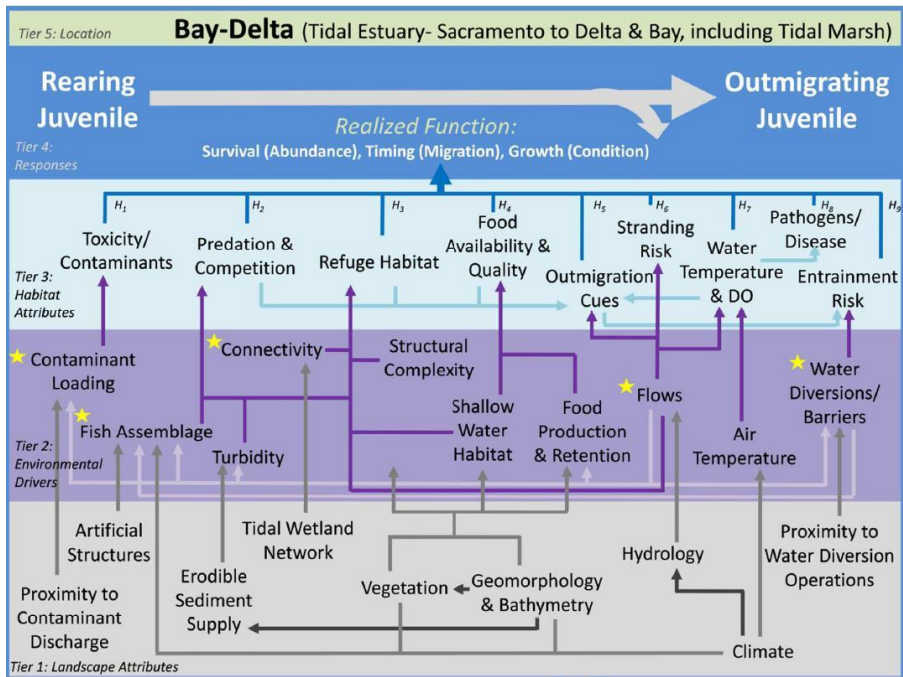 Tier 5: Location
Bay-Delta (Tidal Estuary- Sacramento to Delta & Bay, including Tidal Marsh)
Rearing
Juvenile
Outmigrating
Juvenile
Realized Function:
Survival (Abundance), Timing (Migration), Growth (Condition)
Tier 4:
Responses
H1
H2
H3
H4
H5
H6
H7
H8
H9
Toxicity/
Contaminants
Predation &
Competition
Refuge Habitat
Food
Availability &
Quality
Outmigration
Cues
Stranding
Risk
Water
Temperature
& DO
Pathogens/
Disease
Entrainment
Risk
Tier 3:
Habitat
Attributes
Contaminant
Loading
Fish Assemblage
Connectivity
Turbidity
Structural
Complexity
Shallow
Water
Habitat
Food
Production
& Retention
Flows
Air
Temperature
Water
Diversions/
Barriers
Tier 2:
Environmental
Drivers
Artificial
Structures
Proximity to
Contaminant
Discharge
Erodible
Sediment
Supply
Tidal Wetland
Network
Vegetation
Geomorphology
& Bathymetry
Hydrology
Climate
Proximity to
Water Diversion
Operations
Tier 1: Landscape Attributes